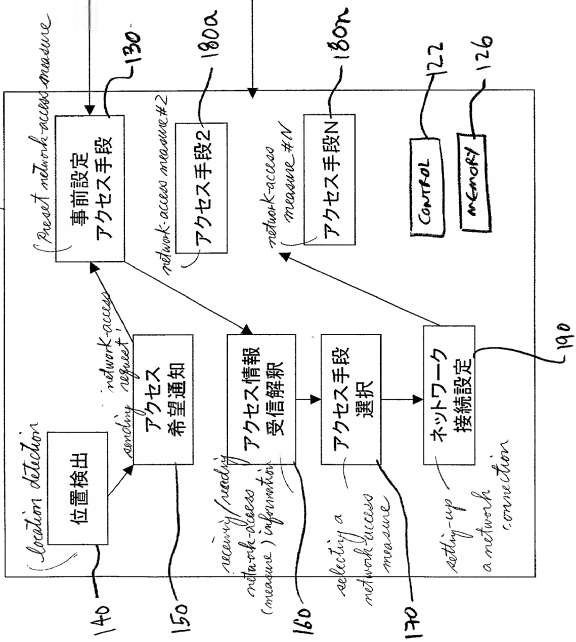 (Preset network-access measure
事前設定
アクセス手段
130
network-access measure #2
アクセス手段2
180a
network-access
measure #N
アクセス手段N
180n
CONTROL
122
MEMORY
126
location detection
位置検出
140
sending network-access
request!
アクセス
希望通知
150
receiving/reading
network-access
(measure) information
アクセス情報
受信解釈
160
selecting a
network-access
measure
アクセス手段
選択
170
setting-up
a network
connection
ネットワーク
接続設定
190